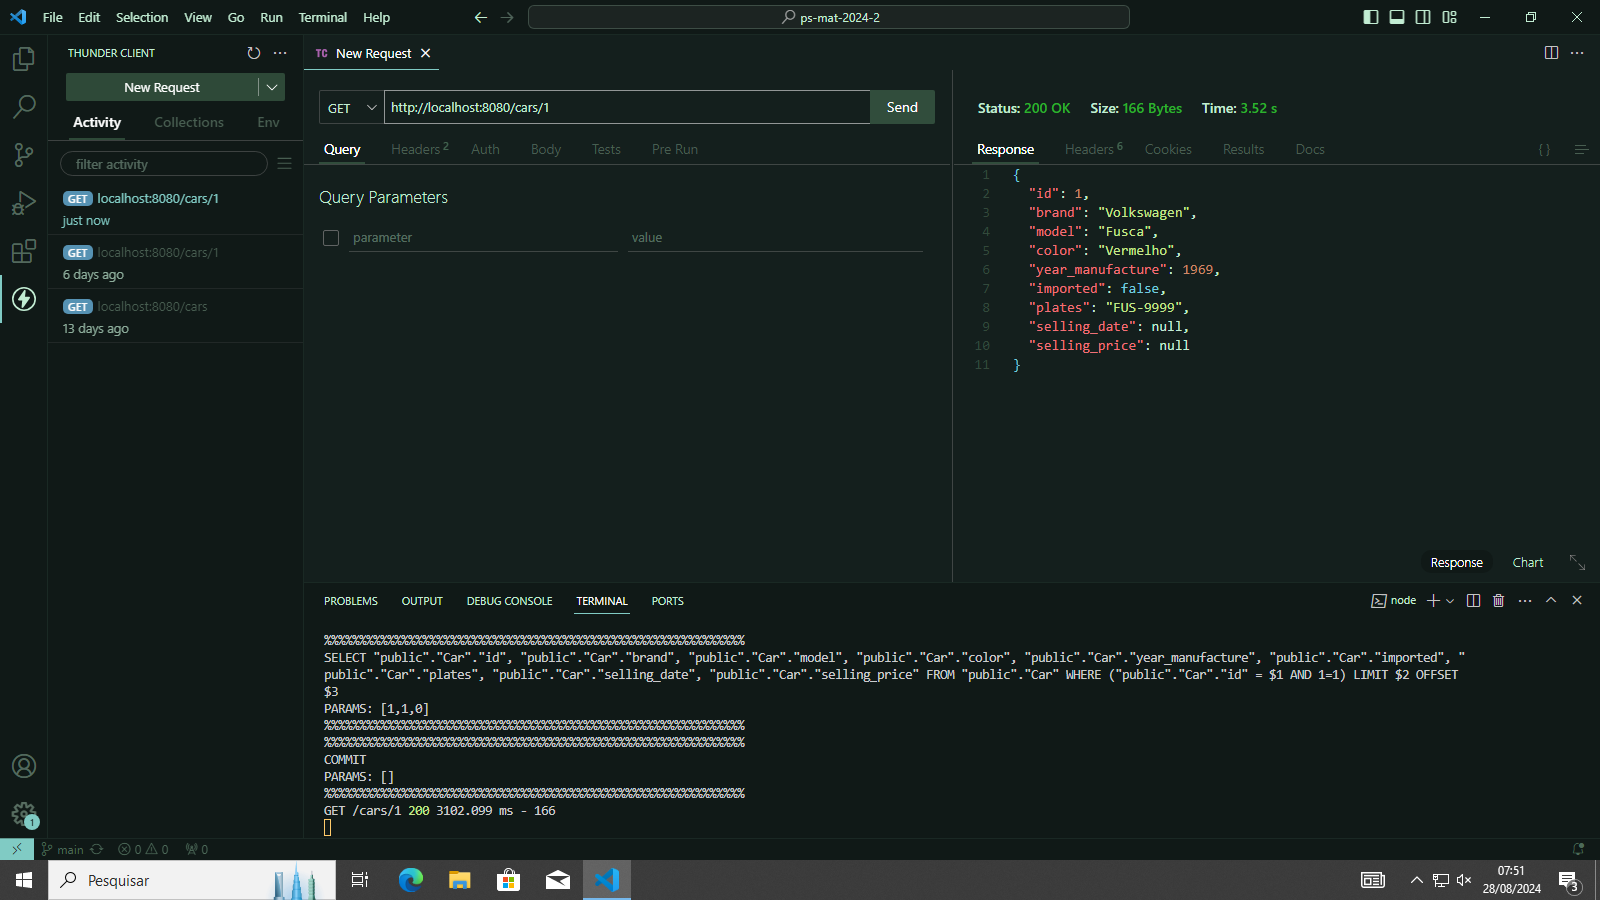 File Edit Selection View Go Run Terminal Help
ps-mat-2024-2
THUNDER CLIENT
New Request
Activity Collections Env
filter activity
GET localhost:8080/cars/1
just now
GET localhost:8080/cars/1
6 days ago
GET localhost:8080/cars
13 days ago
TC New Request
GET http://localhost:8080/cars/1 Send
Query Headers 2 Auth Body Tests Pre Run
Query Parameters
parameter value
Status: 200 OK Size: 166 Bytes Time: 3.52 s
Response Headers 6 Cookies Results Docs { }
1 {
2 "id": 1,
3 "brand": "Volkswagen",
4 "model": "Fusca",
5 "color": "Vermelho",
6 "year_manufacture": 1969,
7 "imported": false,
8 "plates": "FUS-9999",
9 "selling_date": null,
10 "selling_price": null
11 }
Response Chart
PROBLEMS OUTPUT DEBUG CONSOLE TERMINAL PORTS
node
%%%%%%%%%%%%%%%%%%%%%%%%%%%%%%%%%%%%%%%%%%%%%%%%%%%%%%%%%%%%
SELECT "public"."Car"."id", "public"."Car"."brand", "public"."Car"."model", "public"."Car"."color", "public"."Car"."year_manufacture", "public"."Car"."imported", "
public"."Car"."plates", "public"."Car"."selling_date", "public"."Car"."selling_price" FROM "public"."Car" WHERE ("public"."Car"."id" = $1 AND 1=1) LIMIT $2 OFFSET
$3
PARAMS: [1,1,0]
%%%%%%%%%%%%%%%%%%%%%%%%%%%%%%%%%%%%%%%%%%%%%%%%%%%%%%%%%%%%
%%%%%%%%%%%%%%%%%%%%%%%%%%%%%%%%%%%%%%%%%%%%%%%%%%%%%%%%%%%%
COMMIT
PARAMS: []
%%%%%%%%%%%%%%%%%%%%%%%%%%%%%%%%%%%%%%%%%%%%%%%%%%%%%%%%%%%%
GET /cars/1 200 3102.099 ms - 166
1
main 0 0 0
Pesquisar
07:51
28/08/2024
3